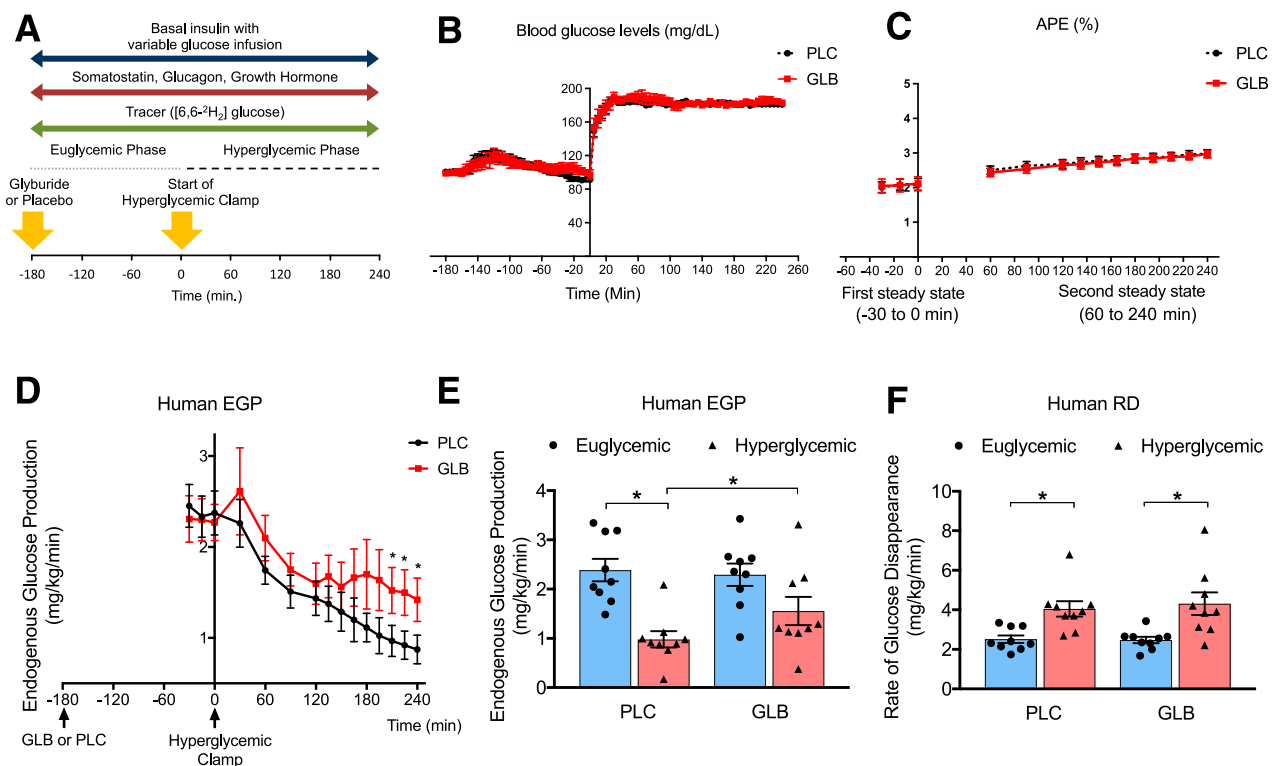 A
Basal insulin with
variable glucose infusion
Somatostatin, Glucagon, Growth Hormone
Tracer ([6,6-²H₂] glucose)
Euglycemic Phase
Hyperglycemic Phase
Glyburide
or Placebo
Start of
Hyperglycemic Clamp
-180 -120 -60 0 60 120 180 240
Time (min.)
B
Blood glucose levels (mg/dL)
PLC
GLB
200
160
120
80
40
-180 -140 -100 -60 -20 20 60 100 140 180 220 260
Time (Min)
C
APE (%)
PLC
GLB
5
4
3
2
1
-60 -40 -20 0 20 40 60 80 100 120 140 160 180 200 220 240
First steady state
(-30 to 0 min)
Second steady state
(60 to 240 min)
D
Human EGP
PLC
GLB
Endogenous Glucose Production
(mg/kg/min)
3
2
1
* * *
-180 -120 -60 0 60 120 180 240
Time (min)
GLB or PLC
Hyperglycemic
Clamp
E
Human EGP
Euglycemic
Hyperglycemic
Endogenous Glucose Production
(mg/kg/min)
4
3
2
1
0
*
*
PLC GLB
F
Human RD
Euglycemic
Hyperglycemic
Rate of Glucose Disappearance
(mg/kg/min)
10
8
6
4
2
0
* *
PLC GLB